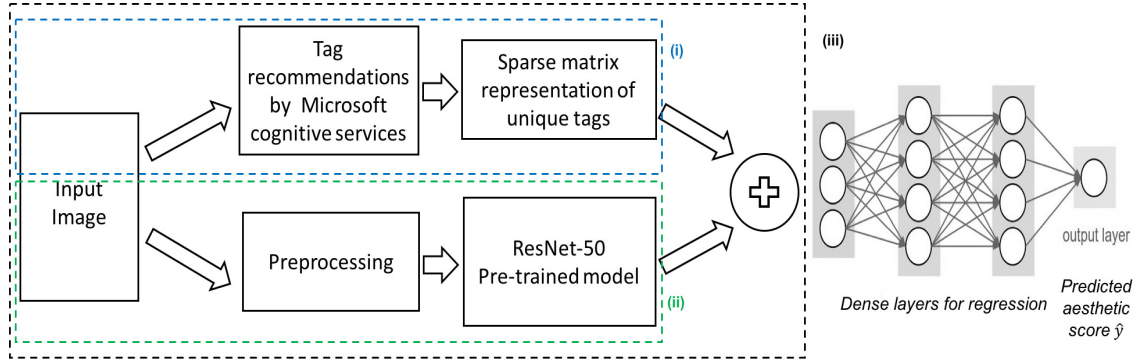 Input
Image
Tag
recommendations
by Microsoft
cognitive services
Sparse matrix
representation of
unique tags
(i)
Preprocessing
ResNet-50
Pre-trained model
(ii)
(iii)
output layer
Dense layers for regression
Predicted
aesthetic
score ŷ